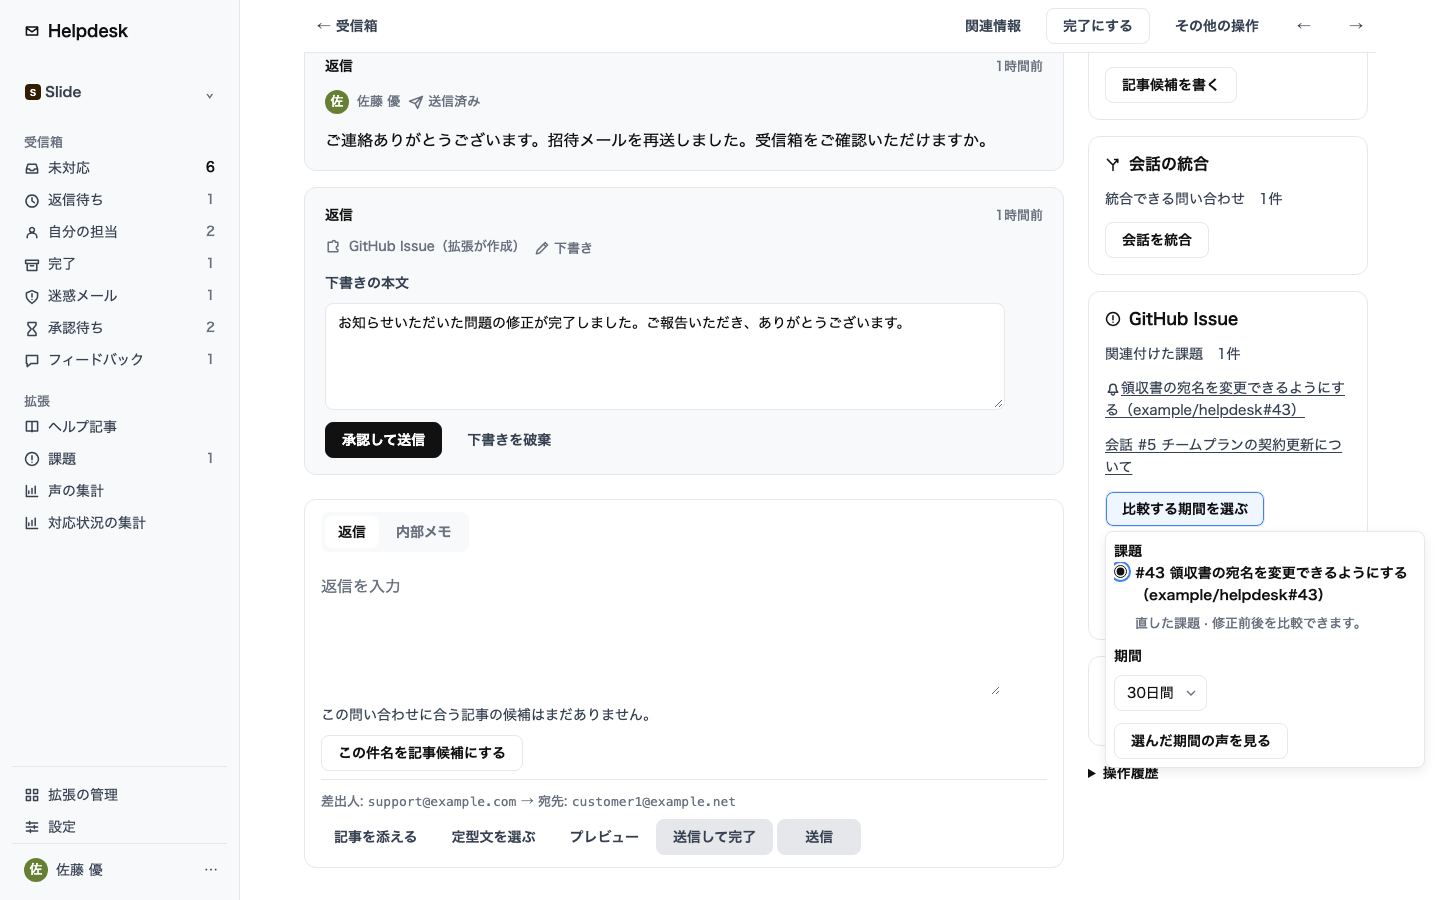 Helpdesk
S Slide
受信箱
未対応 6
返信待ち 1
自分の担当 2
完了 1
迷惑メール 1
承認待ち 2
フィードバック 1
拡張
ヘルプ記事
課題 1
声の集計
対応状況の集計
拡張の管理
設定
佐 佐藤 優 ···
← 受信箱
関連情報
完了にする
その他の操作
← →
返信 1時間前
佐 佐藤 優 送信済み
ご連絡ありがとうございます。招待メールを再送しました。受信箱をご確認いただけますか。
返信 1時間前
GitHub Issue（拡張が作成） 下書き
下書きの本文
お知らせいただいた問題の修正が完了しました。ご報告いただき、ありがとうございます。
承認して送信 下書きを破棄
返信 内部メモ
返信を入力
この問い合わせに合う記事の候補はまだありません。
この件名を記事候補にする
差出人: support@example.com → 宛先: customer1@example.net
記事を添える 定型文を選ぶ プレビュー 送信して完了 送信
記事候補を書く
会話の統合
統合できる問い合わせ 1件
会話を統合
GitHub Issue
関連付けた課題 1件
領収書の宛名を変更できるようにす
る（example/helpdesk#43）
会話 #5 チームプランの契約更新につ
いて
比較する期間を選ぶ
課題
#43 領収書の宛名を変更できるようにする
（example/helpdesk#43）
直した課題 · 修正前後を比較できます。
期間
30日間
選んだ期間の声を見る
▶ 操作履歴